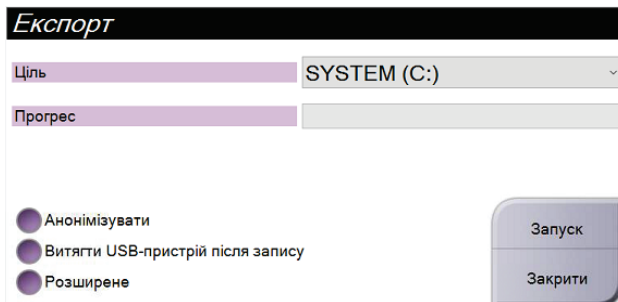 Експорт
Ціль
SYSTEM (C:)
Прогрес
Анонімізувати
Витягти USB-пристрій після запису
Розширене
Запуск
Закрити